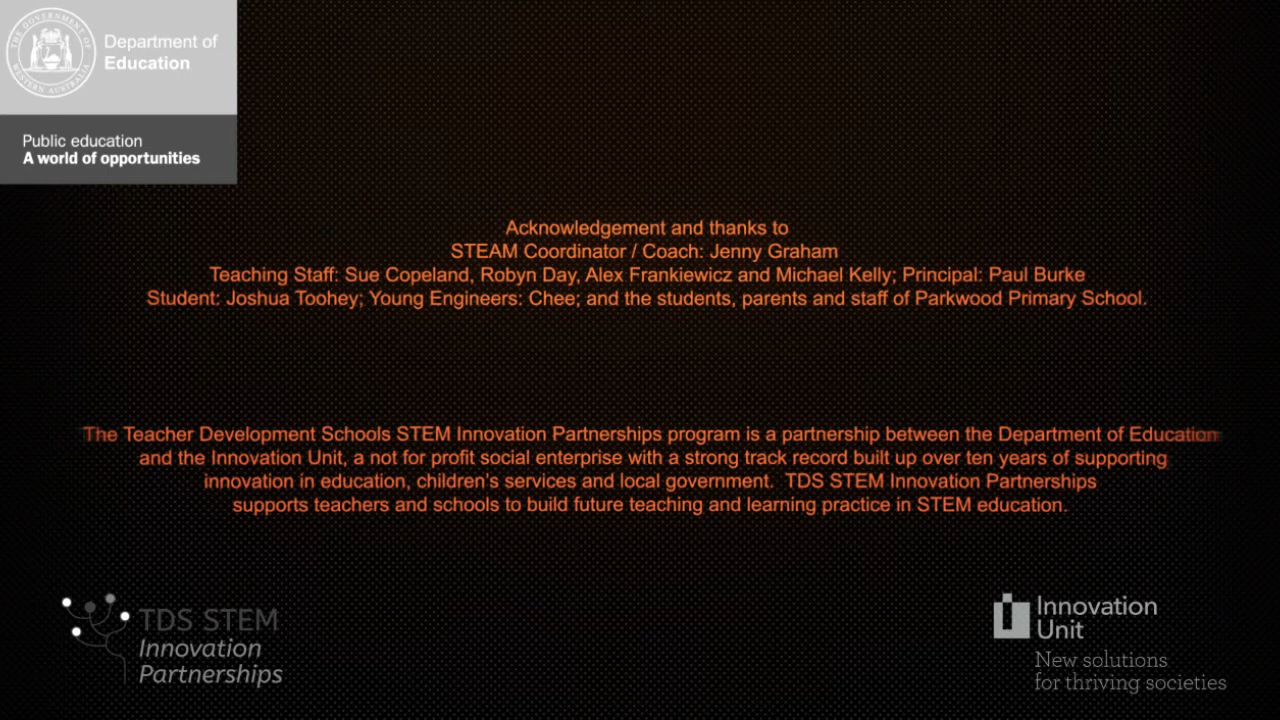 THE GOVERNMENT OF
WESTERN AUSTRALIA
Department of
Education
Public education
A world of opportunities
Acknowledgement and thanks to
STEAM Coordinator / Coach: Jenny Graham
Teaching Staff: Sue Copeland, Robyn Day, Alex Frankiewicz and Michael Kelly; Principal: Paul Burke
Student: Joshua Toohey; Young Engineers: Chee; and the students, parents and staff of Parkwood Primary School.
The Teacher Development Schools STEM Innovation Partnerships program is a partnership between the Department of Education
and the Innovation Unit, a not for profit social enterprise with a strong track record built up over ten years of supporting
innovation in education, children's services and local government.  TDS STEM Innovation Partnerships
supports teachers and schools to build future teaching and learning practice in STEM education.
TDS STEM
Innovation
Partnerships
Innovation
Unit
New solutions
for thriving societies